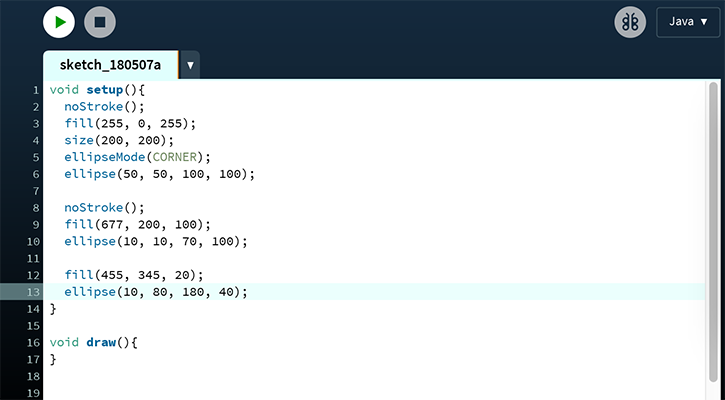 Java ▼
sketch_180507a ▼
1 void setup(){
2   noStroke();
3   fill(255, 0, 255);
4   size(200, 200);
5   ellipseMode(CORNER);
6   ellipse(50, 50, 100, 100);
7
8   noStroke();
9   fill(677, 200, 100);
10   ellipse(10, 10, 70, 100);
11
12   fill(455, 345, 20);
13   ellipse(10, 80, 180, 40);
14 }
15
16 void draw(){
17 }
18
19